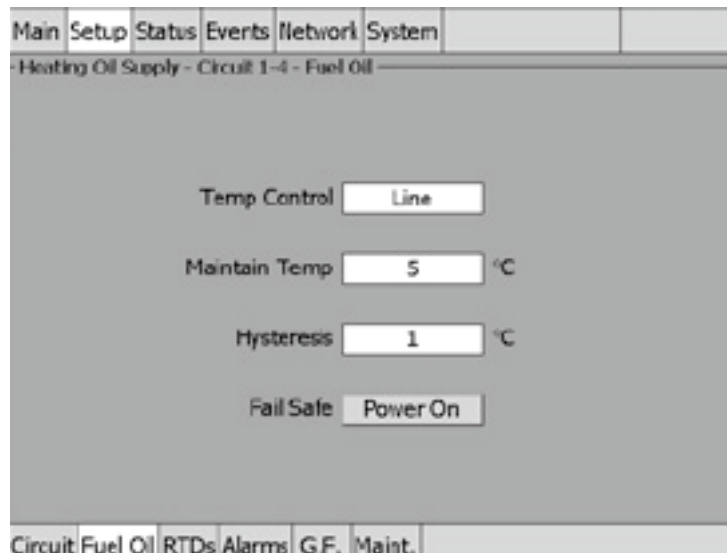 Main Setup Status Events Network System
Heating Oil Supply - Circuit 1-4 - Fuel Oil
Temp Control Line
Maintain Temp 5 °C
Hysteresis 1 °C
Fail Safe Power On
Circuit Fuel Oil RTDs Alarms G.F. Maint.